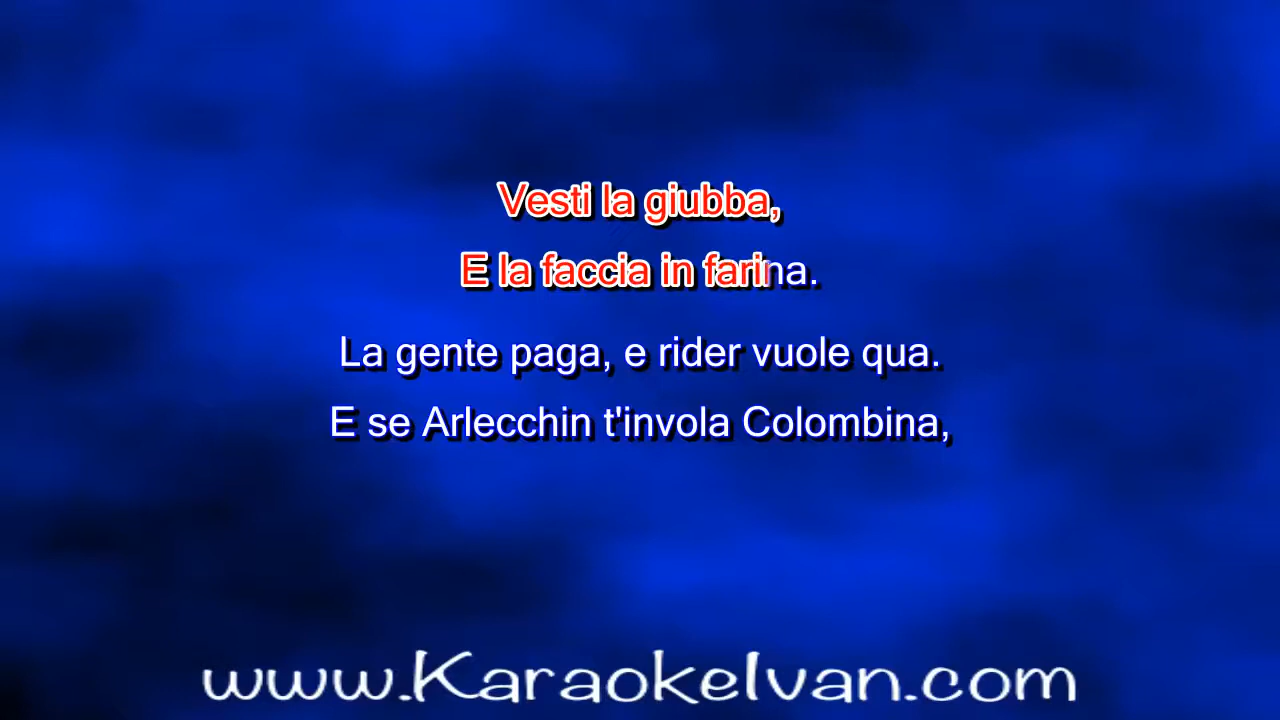 Vesti la giubba,
E la faccia in farina.
La gente paga, e rider vuole qua.
E se Arlecchin t'invola Colombina,
www.KaraokeIvan.com